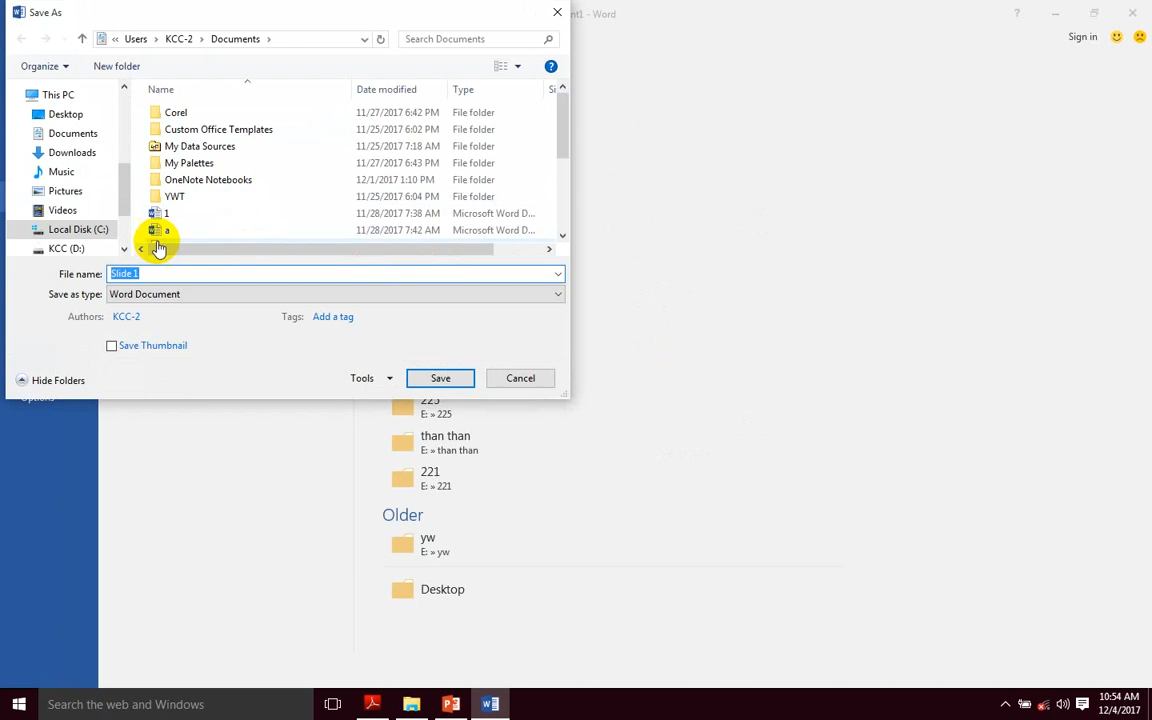 Save As
nt1 - Word
Users KCC-2 Documents
Search Documents
Sign in
Organize
New folder
Name Date modified Type Si
This PC
Desktop
Documents
Downloads
Music
Pictures
Videos
Local Disk (C:)
KCC (D:)
Corel 11/27/2017 6:42 PM File folder
Custom Office Templates 11/25/2017 6:02 PM File folder
My Data Sources 11/25/2017 7:18 AM File folder
My Palettes 11/27/2017 6:43 PM File folder
OneNote Notebooks 12/1/2017 1:10 PM File folder
YWT 11/25/2017 6:04 PM File folder
1 11/28/2017 7:38 AM Microsoft Word D...
a 11/28/2017 7:42 AM Microsoft Word D...
File name: Slide 1
Save as type: Word Document
Authors: KCC-2 Tags: Add a tag
Save Thumbnail
Hide Folders
Tools
Save
Cancel
Options
225
E: » 225
than than
E: » than than
221
E: » 221
Older
yw
E: » yw
Desktop
Search the web and Windows
10:54 AM
12/4/2017